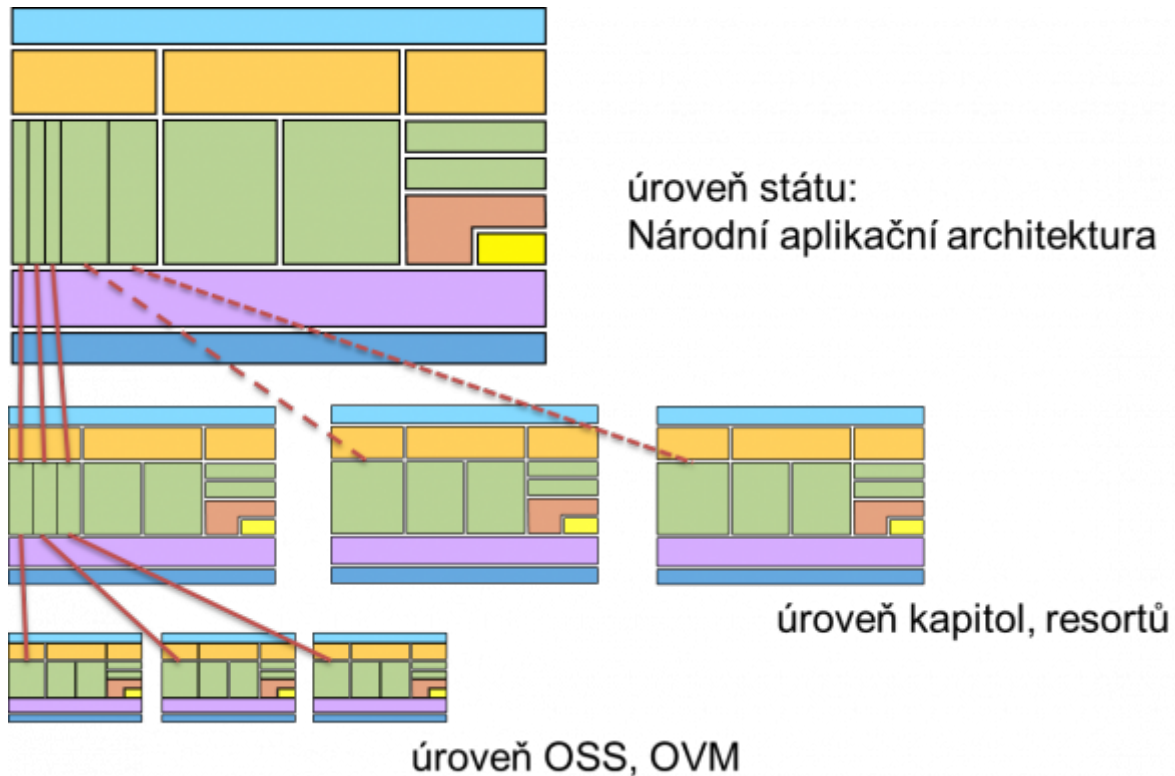 úroveň státu:
Národní aplikační architektura
úroveň kapitol, resortů
úroveň OSS, OVM